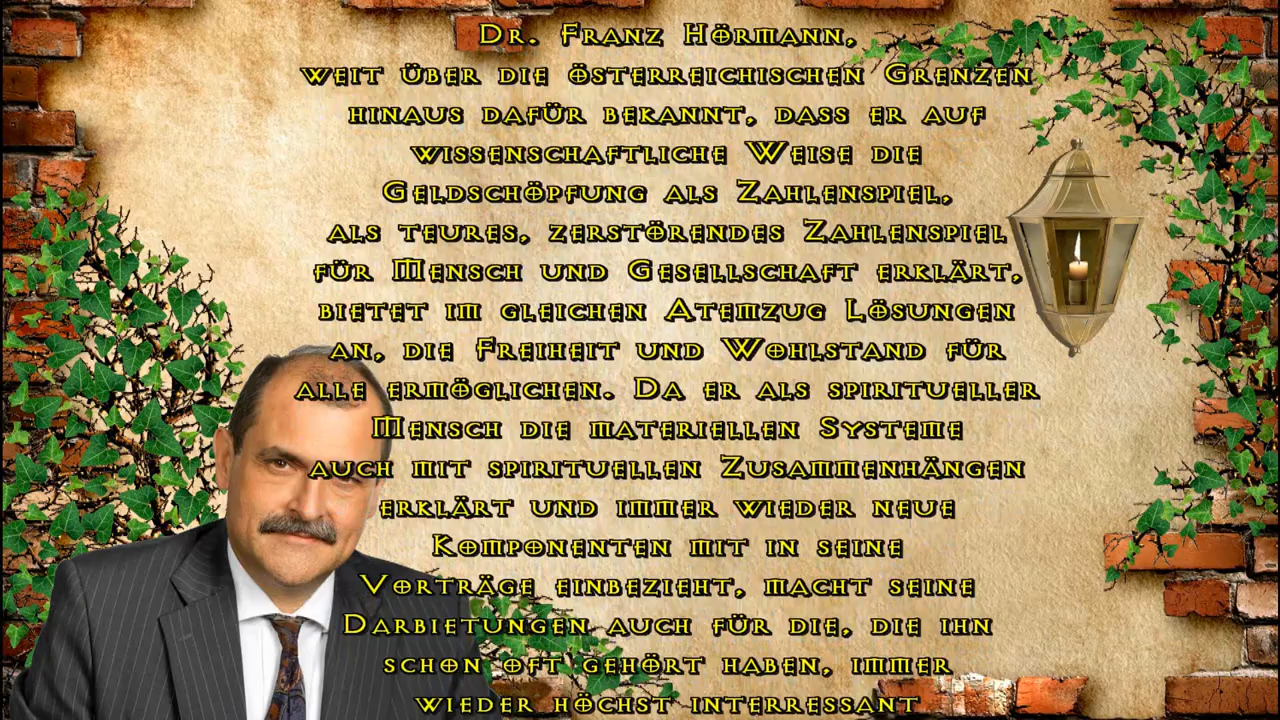 Dr. Franz Hörmann,
weit über die österreichischen Grenzen
hinaus dafür bekannt, dass er auf
wissenschaftliche Weise die
Geldschöpfung als Zahlenspiel,
als teures, zerstörendes Zahlenspiel
für Mensch und Gesellschaft erklärt,
bietet im gleichen Atemzug Lösungen
an, die Freiheit und Wohlstand für
alle ermöglichen. Da er als spiritueller
Mensch die materiellen Systeme
auch mit spirituellen Zusammenhängen
erklärt und immer wieder neue
Komponenten mit in seine
Vorträge einbezieht, macht seine
Darbietungen auch für die, die ihn
schon oft gehört haben, immer
wieder höchst interressant